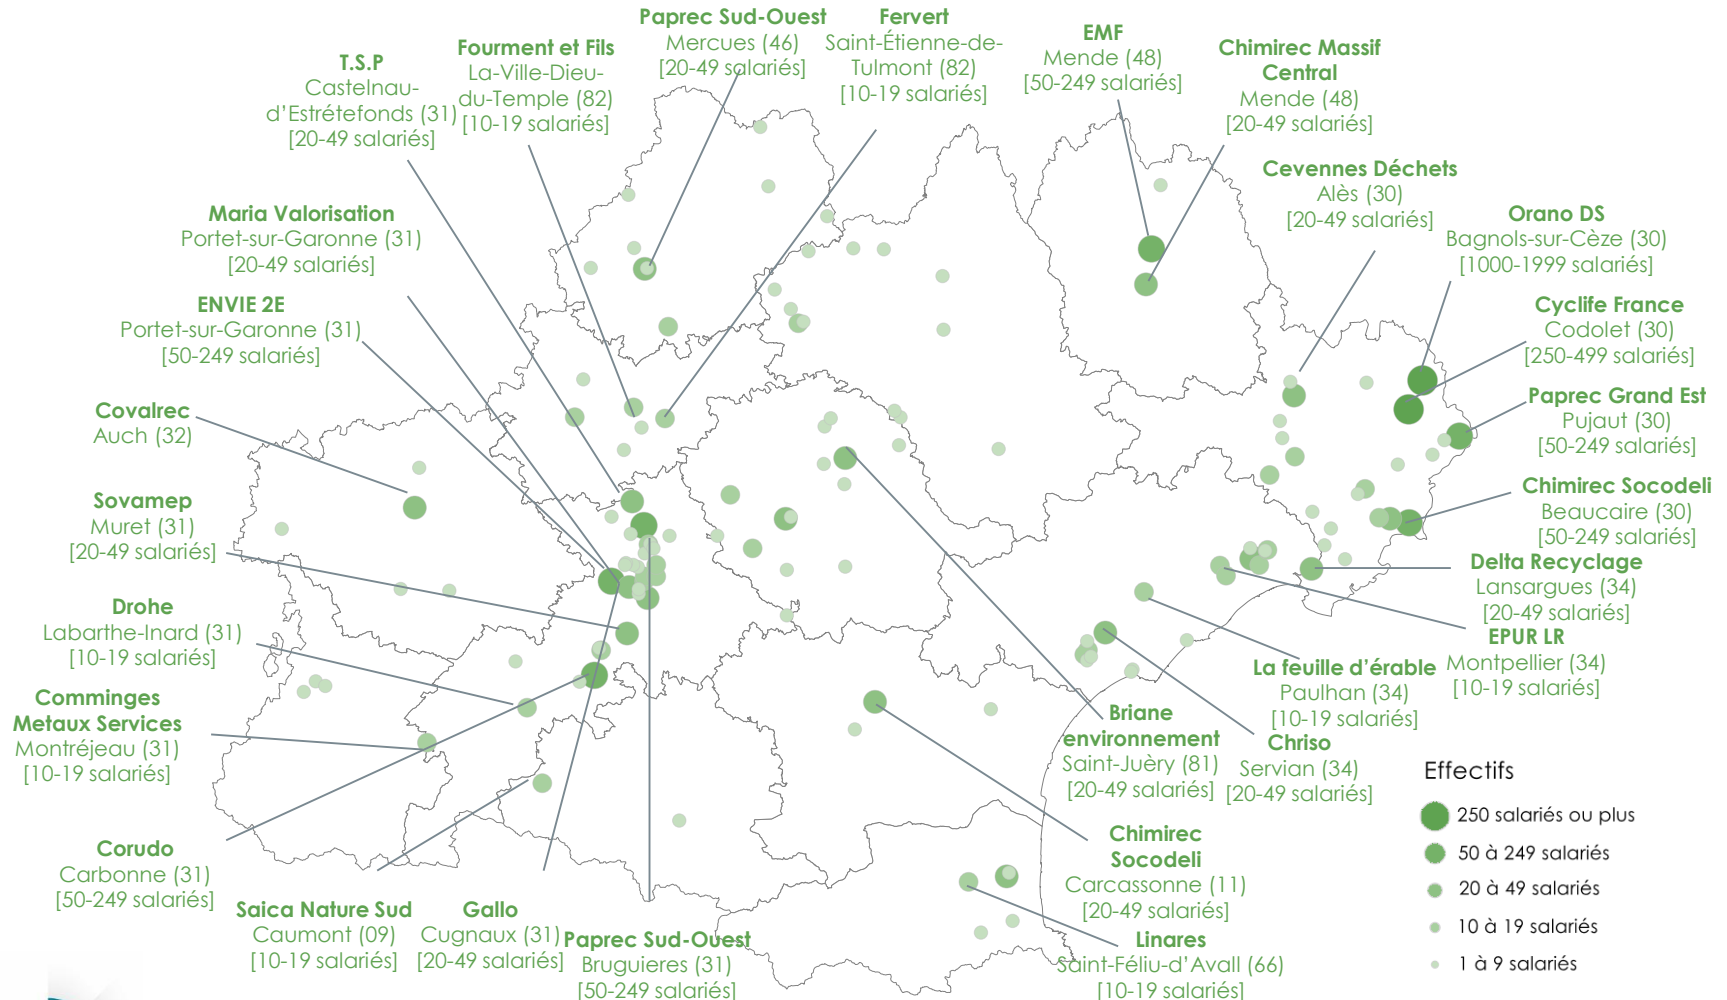 Paprec Sud-Ouest
Mercues (46)
[20-49 salariés]
Fervert
Saint-Étienne-de-
Tulmont (82)
[10-19 salariés]
EMF
Mende (48)
[50-249 salariés]
Chimirec Massif
Central
Mende (48)
[20-49 salariés]
Fourment et Fils
La-Ville-Dieu-
du-Temple (82)
[10-19 salariés]
T.S.P
Castelnau-
d'Estrétefonds (31)
[20-49 salariés]
Cevennes Déchets
Alès (30)
[20-49 salariés]
Maria Valorisation
Portet-sur-Garonne (31)
[20-49 salariés]
Orano DS
Bagnols-sur-Cèze (30)
[1000-1999 salariés]
ENVIE 2E
Portet-sur-Garonne (31)
[50-249 salariés]
Cyclife France
Codolet (30)
[250-499 salariés]
Covalrec
Auch (32)
Paprec Grand Est
Pujaut (30)
[50-249 salariés]
Sovamep
Muret (31)
[20-49 salariés]
Chimirec Socodeli
Beaucaire (30)
[50-249 salariés]
Delta Recyclage
Lansargues (34)
[20-49 salariés]
Drohe
Labarthe-Inard (31)
[10-19 salariés]
EPUR LR
Montpellier (34)
[10-19 salariés]
La feuille d'érable
Paulhan (34)
[10-19 salariés]
Comminges
Metaux Services
Montréjeau (31)
[10-19 salariés]
Briane
environnement
Saint-Juèry (81)
[20-49 salariés]
Chriso
Servian (34)
[20-49 salariés]
Corudo
Carbonne (31)
[50-249 salariés]
Chimirec
Socodeli
Carcassonne (11)
[20-49 salariés]
Saica Nature Sud
Caumont (09)
[10-19 salariés]
Gallo
Cugnaux (31)
[20-49 salariés]
Paprec Sud-Ouest
Bruguieres (31)
[50-249 salariés]
Linares
Saint-Féliu-d'Avall (66)
[10-19 salariés]
Effectifs
250 salariés ou plus
50 à 249 salariés
20 à 49 salariés
10 à 19 salariés
1 à 9 salariés